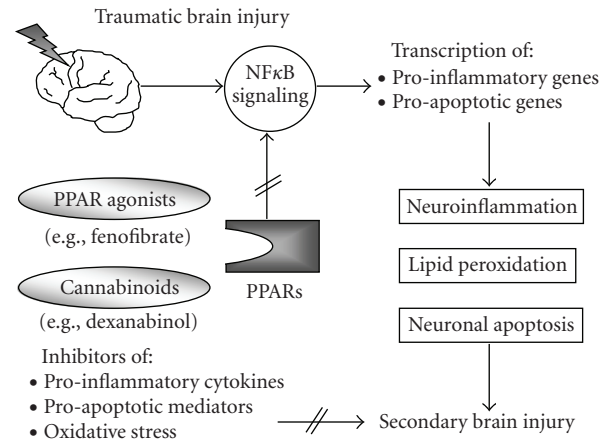 Traumatic brain injury
NFκB
signaling
Transcription of:
• Pro-inflammatory genes
• Pro-apoptotic genes
PPAR agonists
(e.g., fenofibrate)
Cannabinoids
(e.g., dexanabinol)
PPARs
Neuroinflammation
Lipid peroxidation
Neuronal apoptosis
Inhibitors of:
• Pro-inflammatory cytokines
• Pro-apoptotic mediators
• Oxidative stress
Secondary brain injury